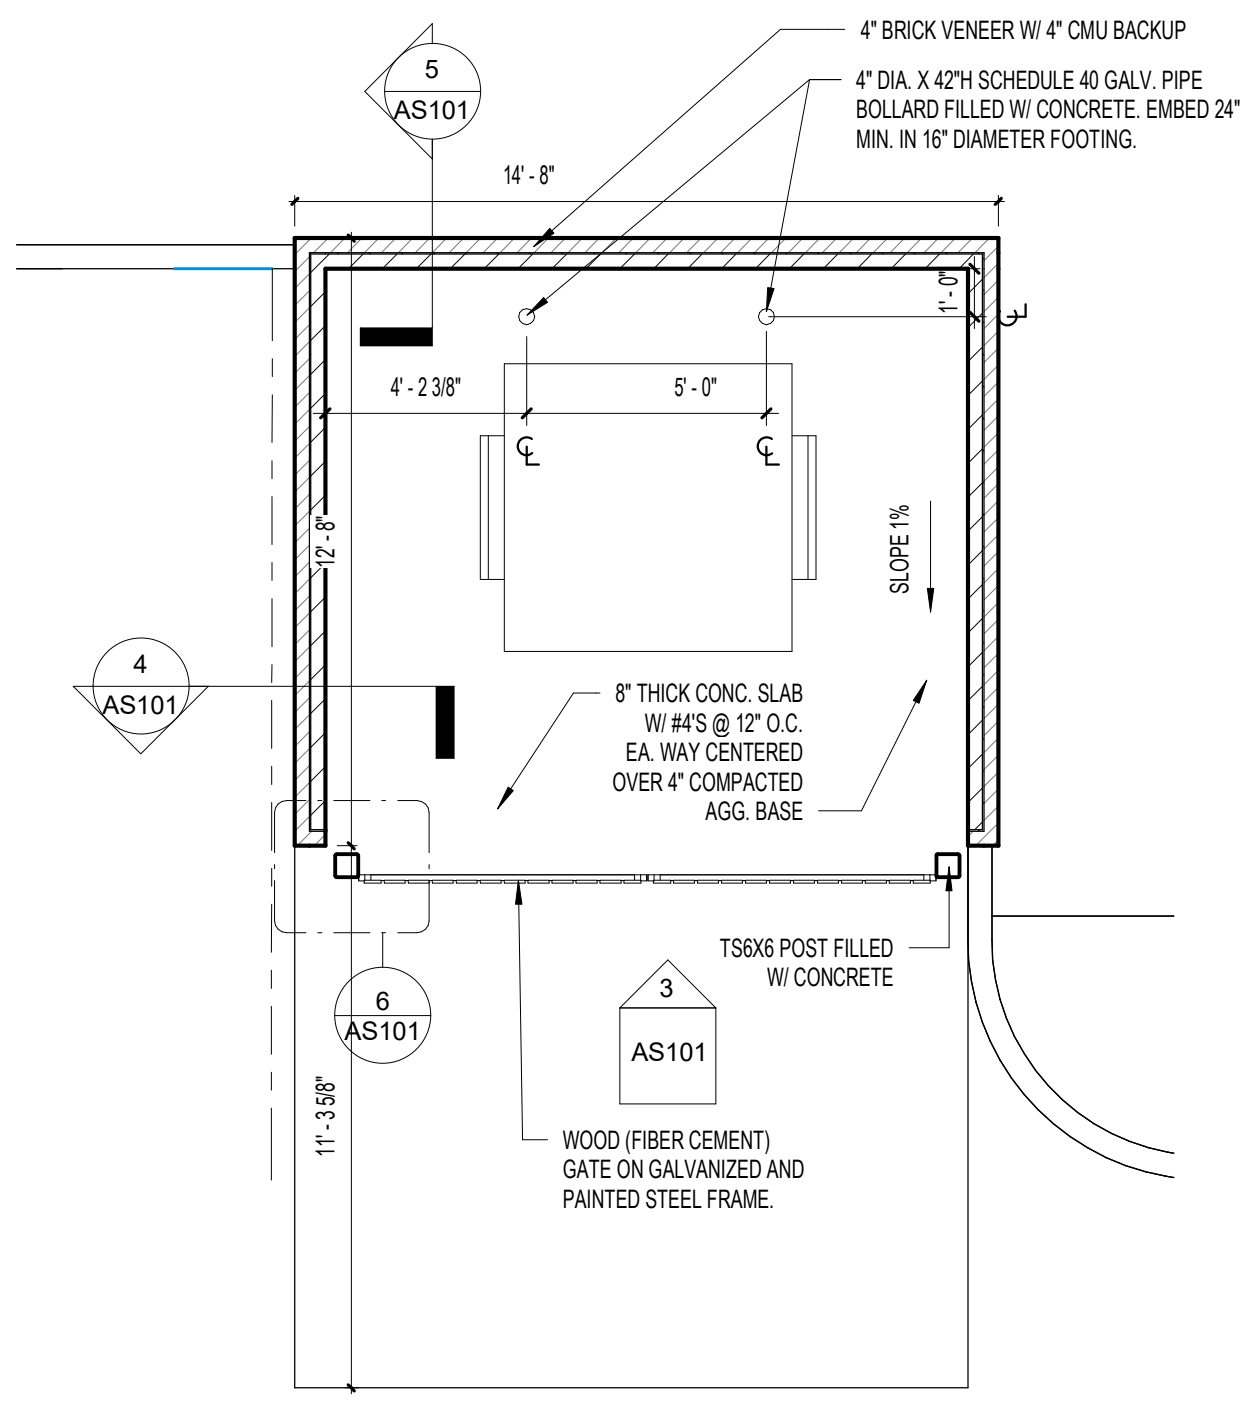 4" BRICK VENEER W/ 4" CMU BACKUP
5
AS101
4" DIA. X 42"H SCHEDULE 40 GALV. PIPE
BOLLARD FILLED W/ CONCRETE. EMBED 24"
MIN. IN 16" DIAMETER FOOTING.
14' - 8"
1' - 0"
4' - 2 3/8"
5' - 0"
12' - 8"
SLOPE 1%
4
AS101
8" THICK CONC. SLAB
W/ #4'S @ 12" O.C.
EA. WAY CENTERED
OVER 4" COMPACTED
AGG. BASE
TS6X6 POST FILLED
W/ CONCRETE
6
AS101
3
AS101
11' - 3 5/8"
WOOD (FIBER CEMENT)
GATE ON GALVANIZED AND
PAINTED STEEL FRAME.